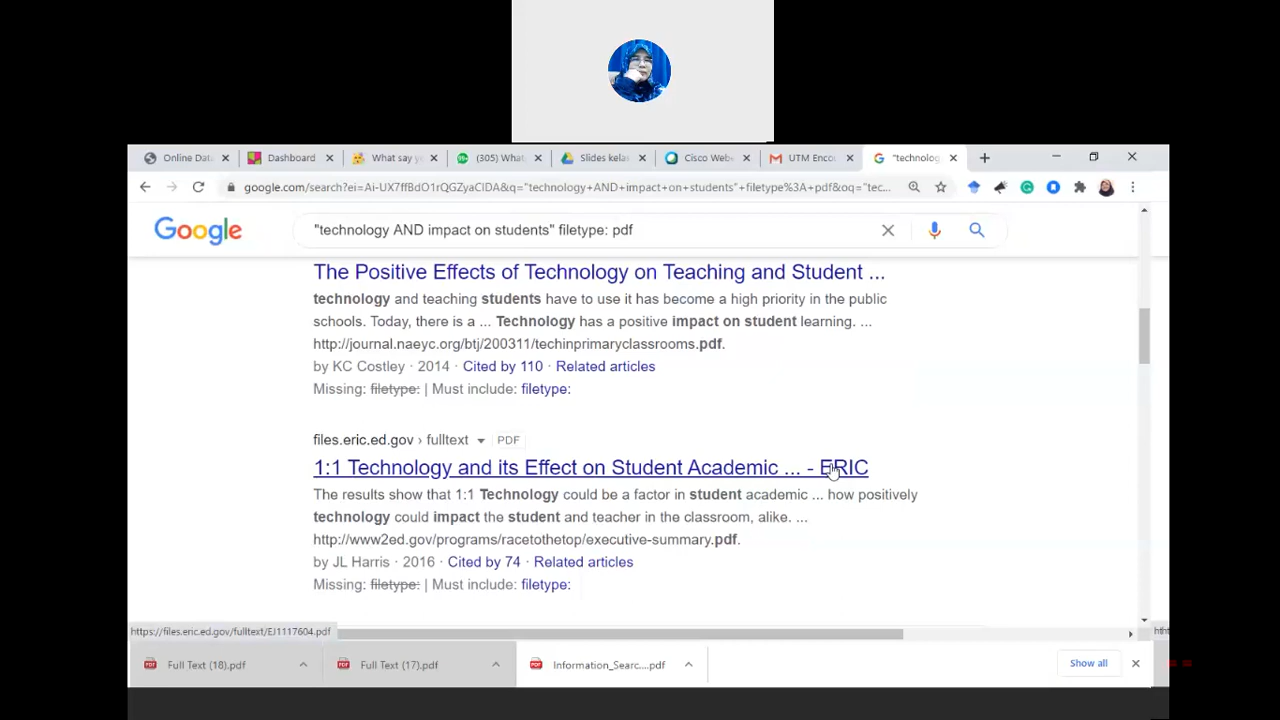 Online Data
Dashboard
What say y
(305) What
Slides kelas
Cisco Webe
UTM Enco
"technolog
google.com/search?ei=Ai-UX7ffBdO1rQGZyaCIDA&q="technology+AND+impact+on+students"+filetype%3A+pdf&oq="tec...
Google
"technology AND impact on students" filetype: pdf
The Positive Effects of Technology on Teaching and Student ...
technology and teaching students have to use it has become a high priority in the public
schools. Today, there is a ... Technology has a positive impact on student learning. ...
http://journal.naeyc.org/btj/200311/techinprimaryclassrooms.pdf.
by KC Costley · 2014 · Cited by 110 · Related articles
Missing: filetype: | Must include: filetype:
files.eric.ed.gov › fulltext PDF
1:1 Technology and its Effect on Student Academic ... - ERIC
The results show that 1:1 Technology could be a factor in student academic ... how positively
technology could impact the student and teacher in the classroom, alike. ...
http://www2ed.gov/programs/racetothetop/executive-summary.pdf.
by JL Harris · 2016 · Cited by 74 · Related articles
Missing: filetype: | Must include: filetype:
https://files.eric.ed.gov/fulltext/EJ1117604.pdf
Full Text (18).pdf
Full Text (17).pdf
Information_Searc....pdf
Show all